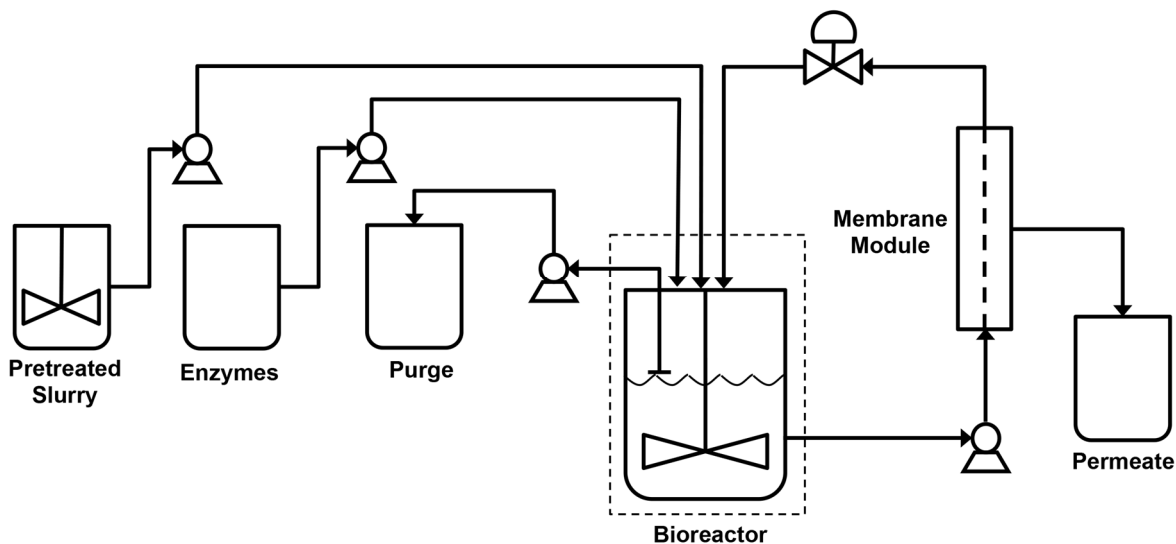 Pretreated
Slurry
Enzymes
Purge
Bioreactor
Membrane
Module
Permeate